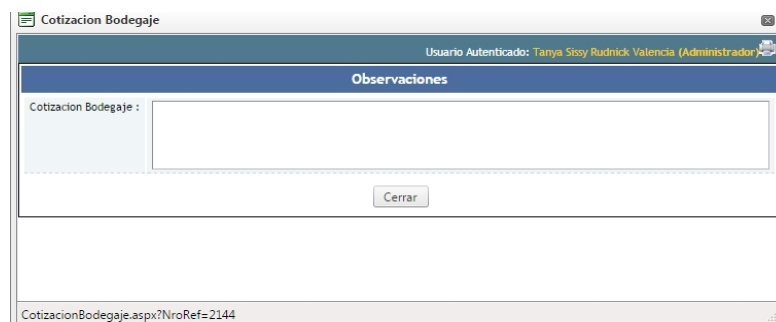 Cotizacion Bodegaje
Usuario Autenticado: Tanya Sissy Rudnick Valencia (Administrador)
Observaciones
Cotizacion Bodegaje :
Cerrar
CotizacionBodegaje.aspx?NroRef=2144